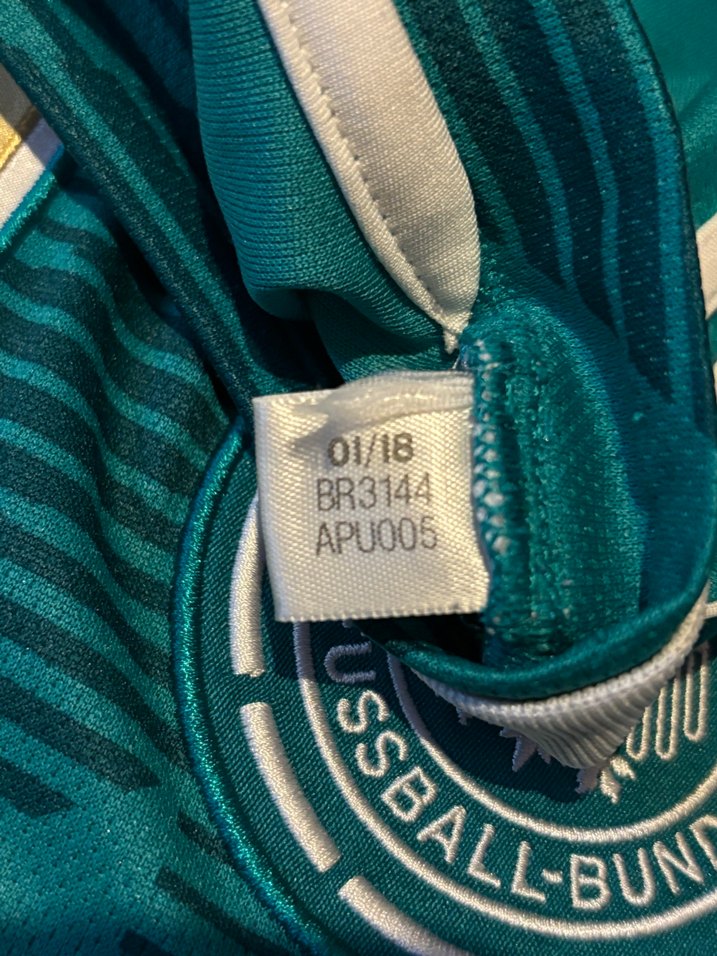 01/18
BR3144
APU005
USSBALL-BUND